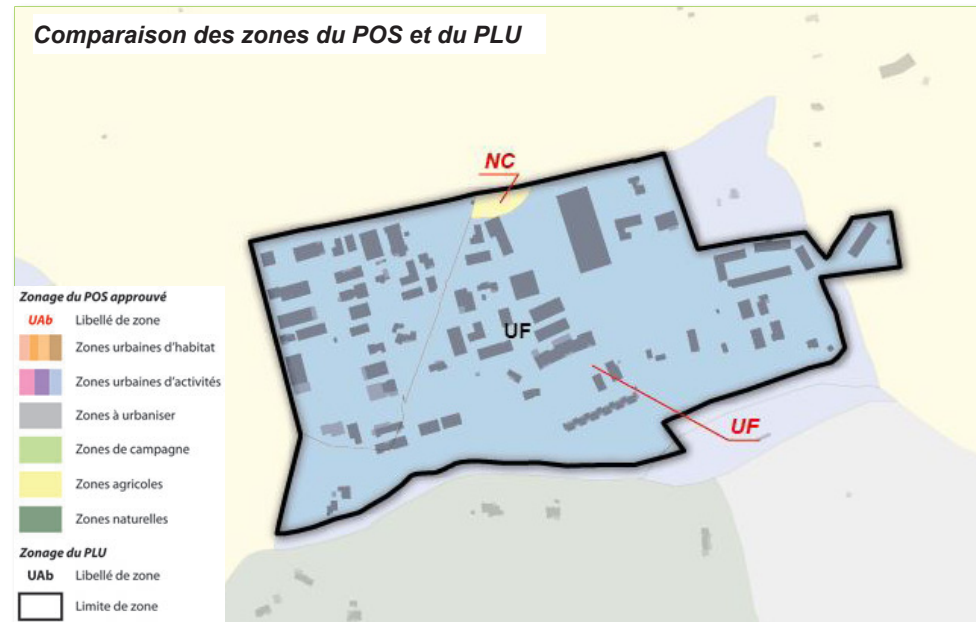 Comparaison des zones du POS et du PLU
NC
UF
UF
Zonage du POS approuvé
UAb Libellé de zone
Zones urbaines d'habitat
Zones urbaines d'activités
Zones à urbaniser
Zones de campagne
Zones agricoles
Zones naturelles
Zonage du PLU
UAb Libellé de zone
Limite de zone